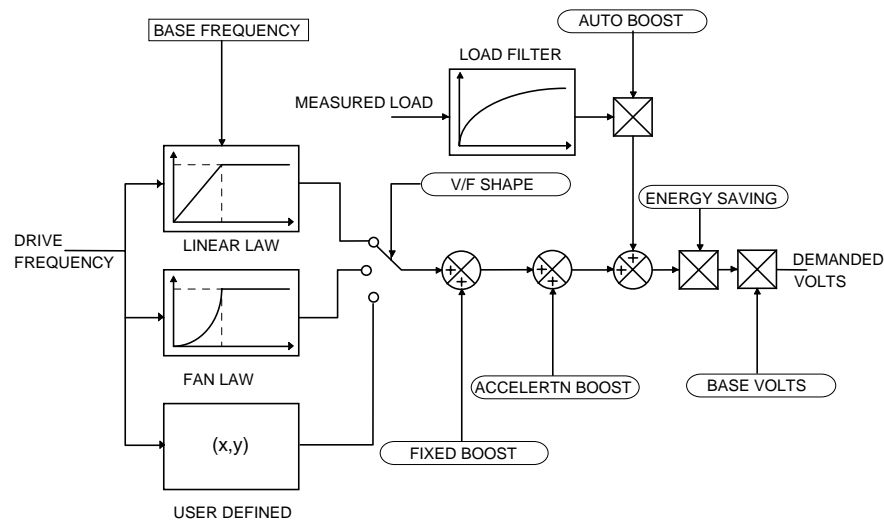 AUTO BOOST
BASE FREQUENCY
LOAD FILTER
MEASURED LOAD
V/F SHAPE
ENERGY SAVING
LINEAR LAW
DRIVE
FREQUENCY
+
+
+
+
+
+
DEMANDED
VOLTS
FAN LAW
ACCELERTN BOOST
BASE VOLTS
(x,y)
FIXED BOOST
USER DEFINED